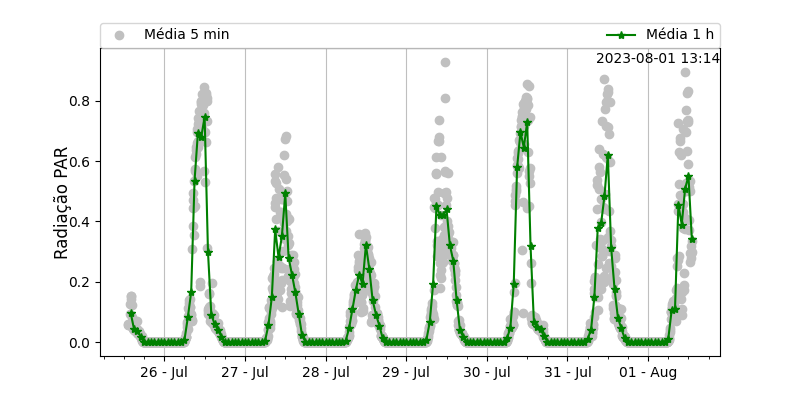 Média 5 min
Média 1 h
2023-08-01 13:14
Radiação PAR
0.8
0.6
0.4
0.2
0.0
26 - Jul
27 - Jul
28 - Jul
29 - Jul
30 - Jul
31 - Jul
01 - Aug